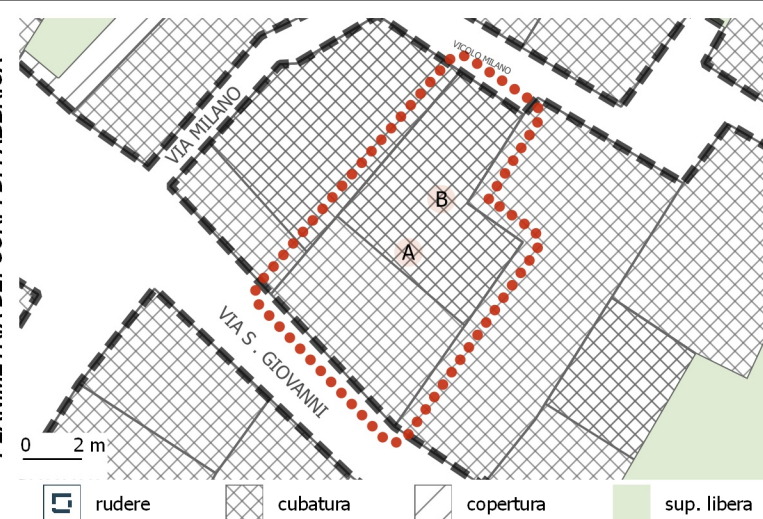 VICOLO MILANO
VIA MILANO
B
A
VIA S . GIOVANNI
0 2 m
rudere
cubatura
copertura
sup. libera